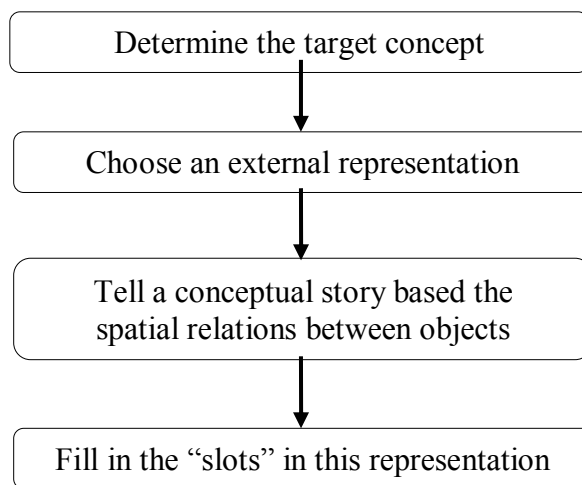 Determine the target concept
Choose an external representation
Tell a conceptual story based the
spatial relations between objects
Fill in the “slots” in this representation